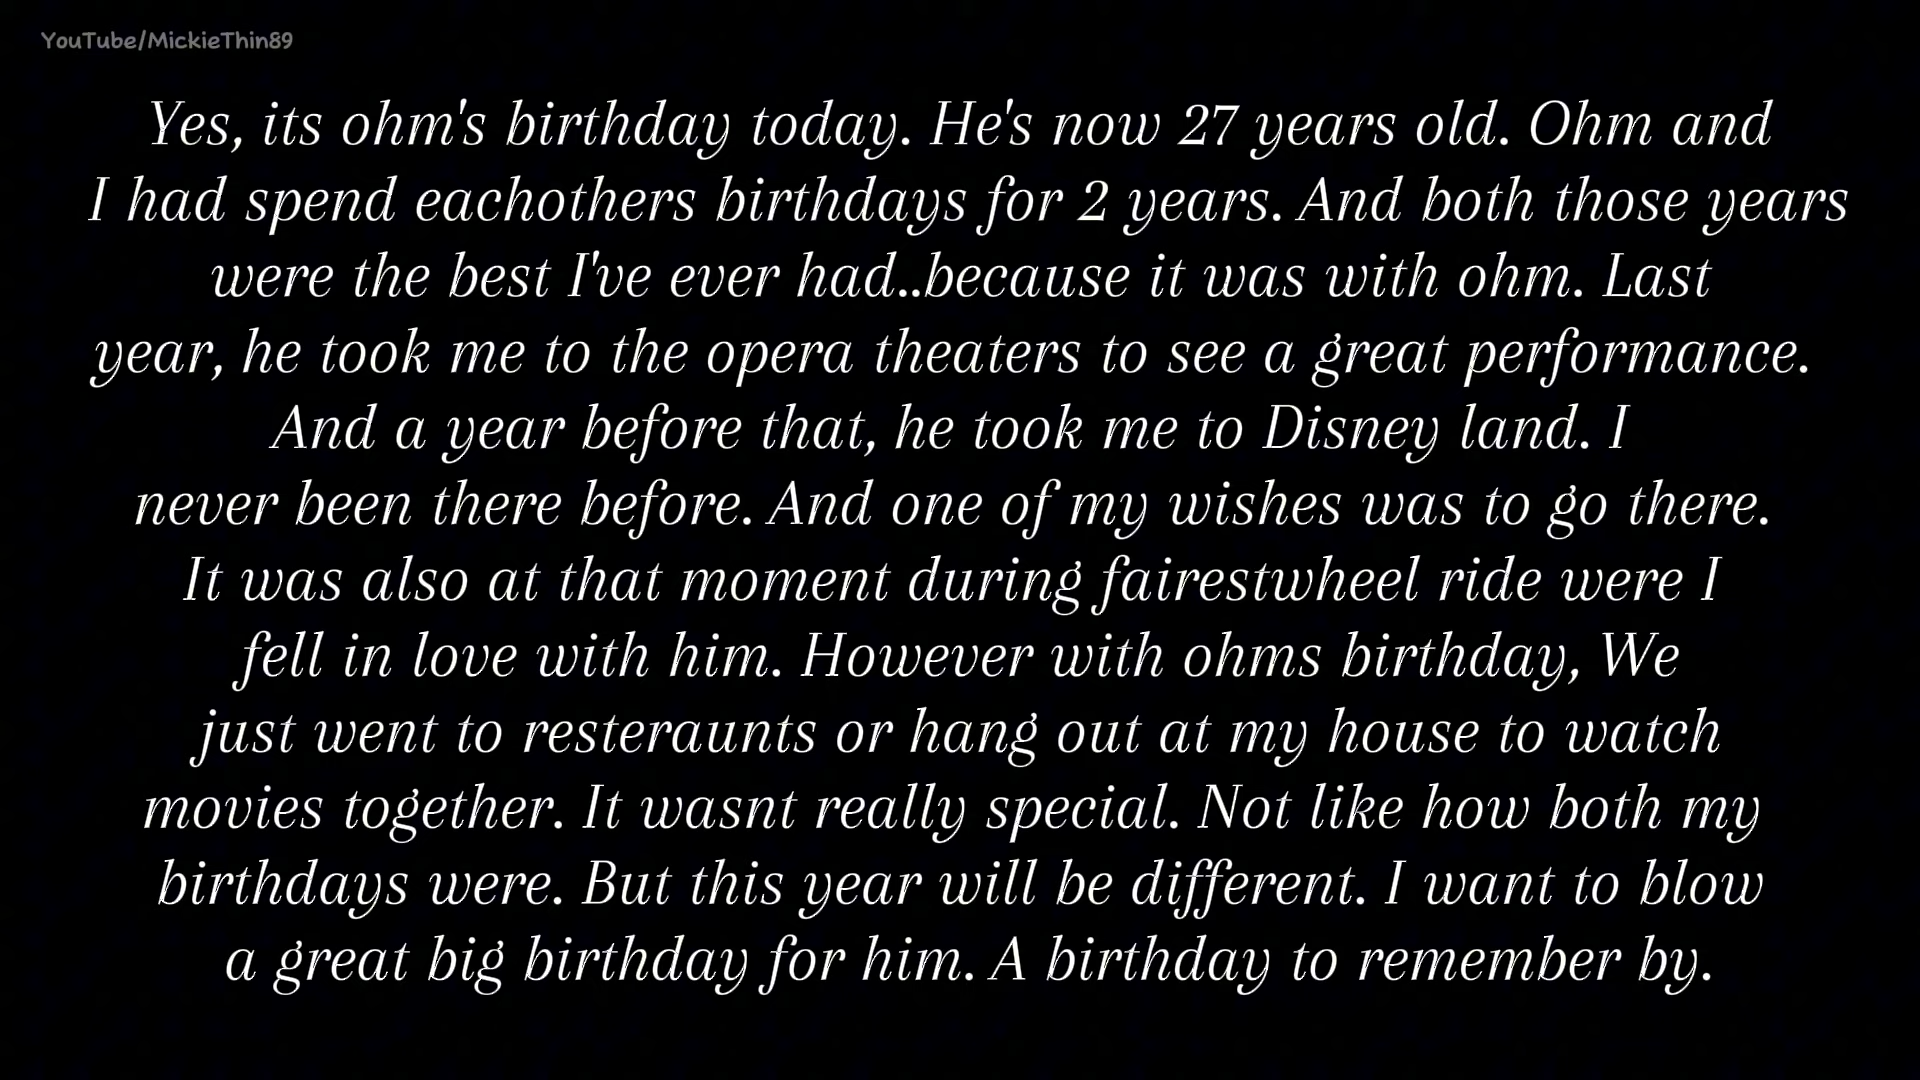 YouTube/MickieThin89
Yes, its ohm's birthday today. He's now 27 years old. Ohm and
I had spend eachothers birthdays for 2 years. And both those years
were the best I've ever had..because it was with ohm. Last
year, he took me to the opera theaters to see a great performance.
And a year before that, he took me to Disney land. I
never been there before. And one of my wishes was to go there.
It was also at that moment during fairestwheel ride were I
fell in love with him. However with ohms birthday, We
just went to resteraunts or hang out at my house to watch
movies together. It wasnt really special. Not like how both my
birthdays were. But this year will be different. I want to blow
a great big birthday for him. A birthday to remember by.